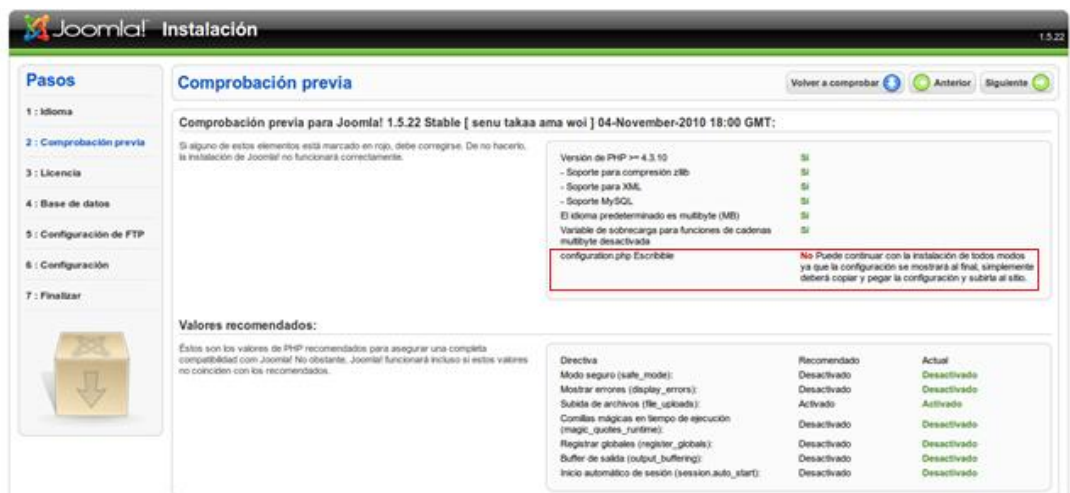 Joomla! Instalación
1.5.22
Pasos
1 : Idioma
2 : Comprobación previa
3 : Licencia
4 : Base de datos
5 : Configuración de FTP
6 : Configuración
7 : Finalizar
Comprobación previa
Volver a comprobar
Anterior
Siguiente
Comprobación previa para Joomla! 1.5.22 Stable [ senu takaa ama woi ] 04-November-2010 18:00 GMT:
Si alguno de estos elementos está marcado en rojo, debe corregirse. De no hacerlo,
la instalación de Joomla! no funcionará correctamente.
Versión de PHP >= 4.3.10 Sí
- Soporte para compresión zlib Sí
- Soporte para XML Sí
- Soporte MySQL Sí
El idioma predeterminado es multibyte (MB) Sí
Variable de sobrecarga para funciones de cadenas Sí
multibyte desactivada
configuration.php Escribible No Puede continuar con la instalación de todos modos
ya que la configuración se mostrará al final, simplemente
deberá copiar y pegar la configuración y subirla al sitio.
Valores recomendados:
Éstos son los valores de PHP recomendados para asegurar una completa
compatibilidad con Joomla! No obstante, Joomla! funcionará incluso si estos valores
no coinciden con los recomendados.
Directiva Recomendado Actual
Modo seguro (safe_mode): Desactivado Desactivado
Mostrar errores (display_errors): Desactivado Desactivado
Subida de archivos (file_uploads): Activado Activado
Comillas mágicas en tiempo de ejecución
(magic_quotes_runtime): Desactivado Desactivado
Registrar globales (register_globals): Desactivado Desactivado
Buffer de salida (output_buffering): Desactivado Desactivado
Inicio automático de sesión (session.auto_start): Desactivado Desactivado